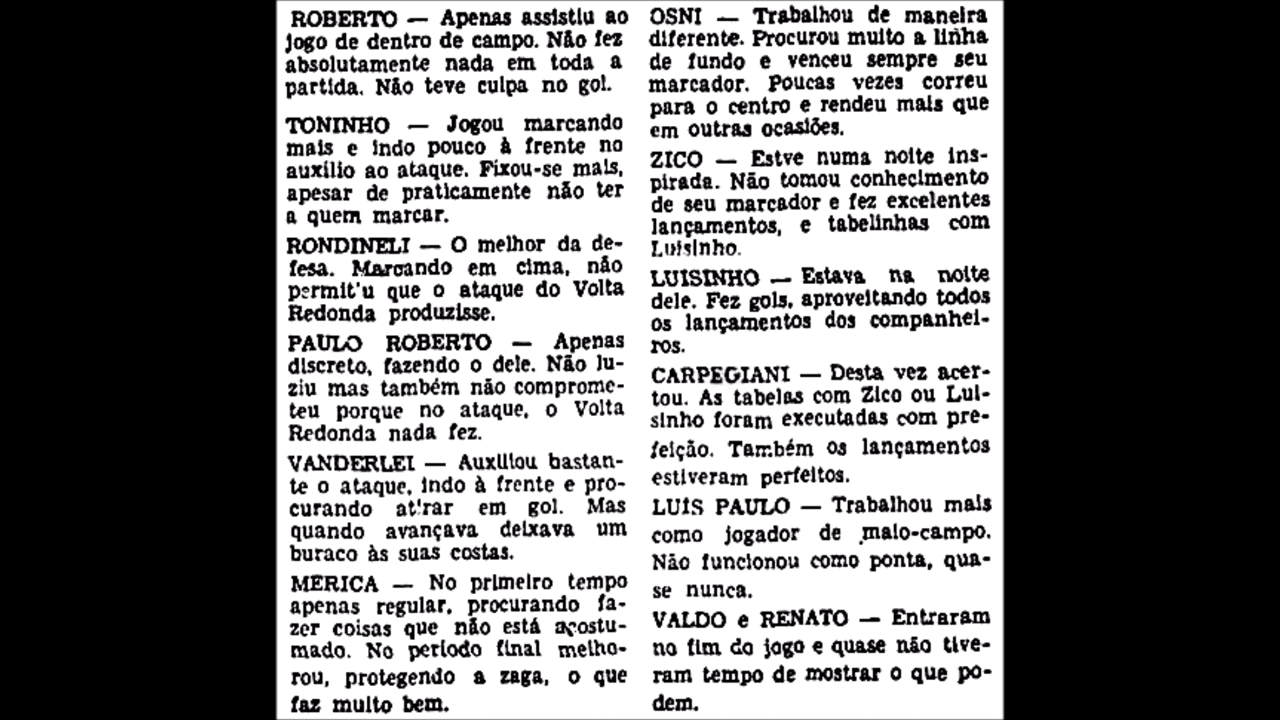 ROBERTO — Apenas assistiu ao
jogo de dentro de campo. Não fez
absolutamente nada em toda a
partida. Não teve culpa no gol.
TONINHO — Jogou marcando
mais e indo pouco à frente no
auxílio ao ataque. Fixou-se mais,
apesar de praticamente não ter
a quem marcar.
RONDINELI — O melhor da de-
fesa. Marcando em cima, não
permit'u que o ataque do Volta
Redonda produzisse.
PAULO ROBERTO — Apenas
discreto, fazendo o dele. Não lu-
ziu mas também não comprome-
teu porque no ataque, o Volta
Redonda nada fez.
VANDERLEI — Auxiliou bastan-
te o ataque, indo à frente e pro-
curando at'rar em gol. Mas
quando avançava deixava um
buraco às suas costas.
MERICA — No primeiro tempo
apenas regular, procurando fa-
zer coisas que não está acostu-
mado. No período final melho-
rou, protegendo a zaga, o que
faz muito bem.
OSNI — Trabalhou de maneira
diferente. Procurou muito a linha
de fundo e venceu sempre seu
marcador. Poucas vezes correu
para o centro e rendeu mais que
em outras ocasiões.
ZICO — Estve numa noite ins-
pirada. Não tomou conhecimento
de seu marcador e fez excelentes
lançamentos, e tabelinhas com
Luisinho.
LUISINHO — Estava na noite
dele. Fez gols, aproveitando todos
os lançamentos dos companhei-
ros.
CARPEGIANI — Desta vez acer-
tou. As tabelas com Zico ou Lui-
sinho foram executadas com pre-
feição. Também os lançamentos
estiveram perfeitos.
LUIS PAULO — Trabalhou mais
como jogador de maio-campo.
Não funcionou como ponta, qua-
se nunca.
VALDO e RENATO — Entraram
no fim do jogo e quase não tive-
ram tempo de mostrar o que po-
dem.